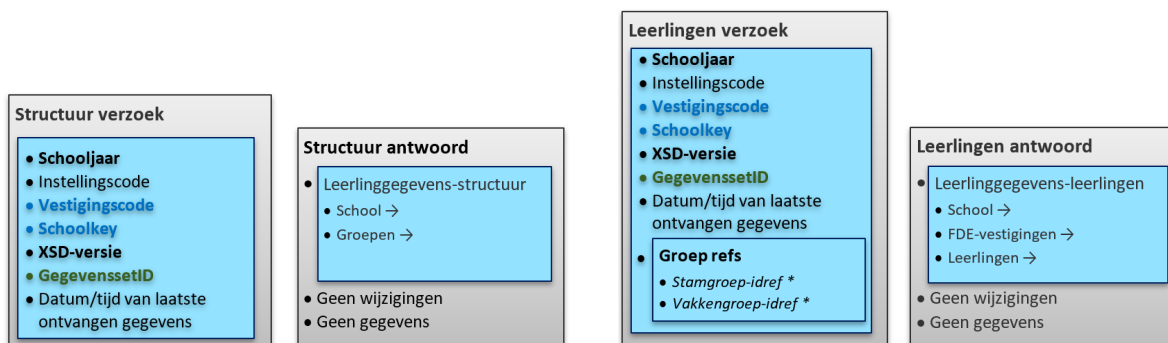 Structuur verzoek
• Schooljaar
• Instellingscode
• Vestigingscode
• Schoolkey
• XSD-versie
• GegevenssetID
• Datum/tijd van laatste
ontvangen gegevens
Structuur antwoord
• Leerlinggegevens-structuur
• School →
• Groepen →
• Geen wijzigingen
• Geen gegevens
Leerlingen verzoek
• Schooljaar
• Instellingscode
• Vestigingscode
• Schoolkey
• XSD-versie
• GegevenssetID
• Datum/tijd van laatste
ontvangen gegevens
• Groep refs
• Stamgroep-idref *
• Vakkengroep-idref *
Leerlingen antwoord
• Leerlinggegevens-leerlingen
• School →
• FDE-vestigingen →
• Leerlingen →
• Geen wijzigingen
• Geen gegevens